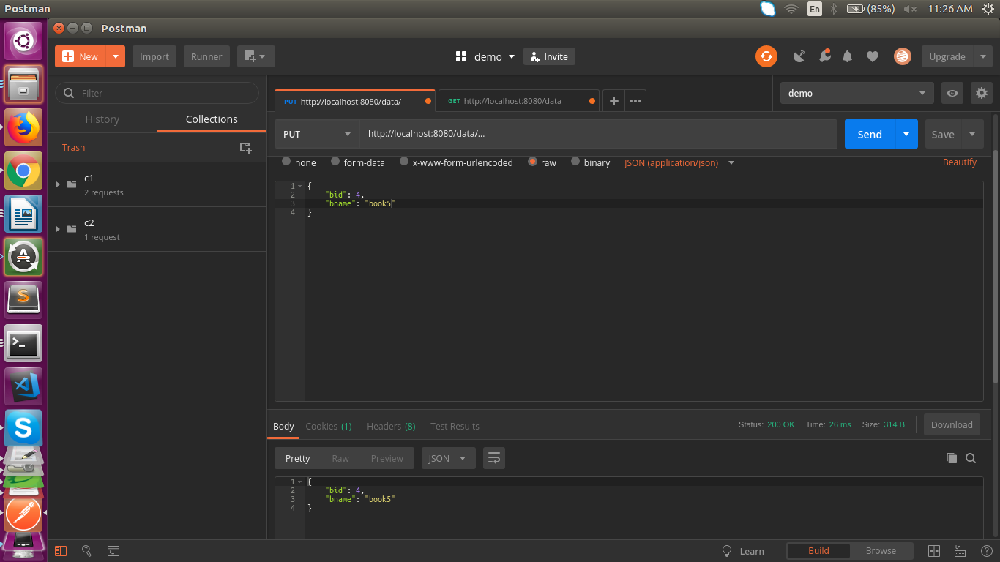 Postman
En
(85%)
11:26 AM
Postman
New
Import
Runner
demo
Invite
Upgrade
Filter
History
Collections
Trash
c1
2 requests
c2
1 request
PUT http://localhost:8080/data/
GET http://localhost:8080/data
demo
PUT
http://localhost:8080/data/...
Send
Save
none
form-data
x-www-form-urlencoded
raw
binary
JSON (application/json)
Beautify
1 {
2 "bid": 4,
3 "bname": "book5"
4 }
Body
Cookies (1)
Headers (8)
Test Results
Status: 200 OK
Time: 26 ms
Size: 314 B
Download
Pretty
Raw
Preview
JSON
1 {
2 "bid": 4,
3 "bname": "book5"
4 }
Learn
Build
Browse